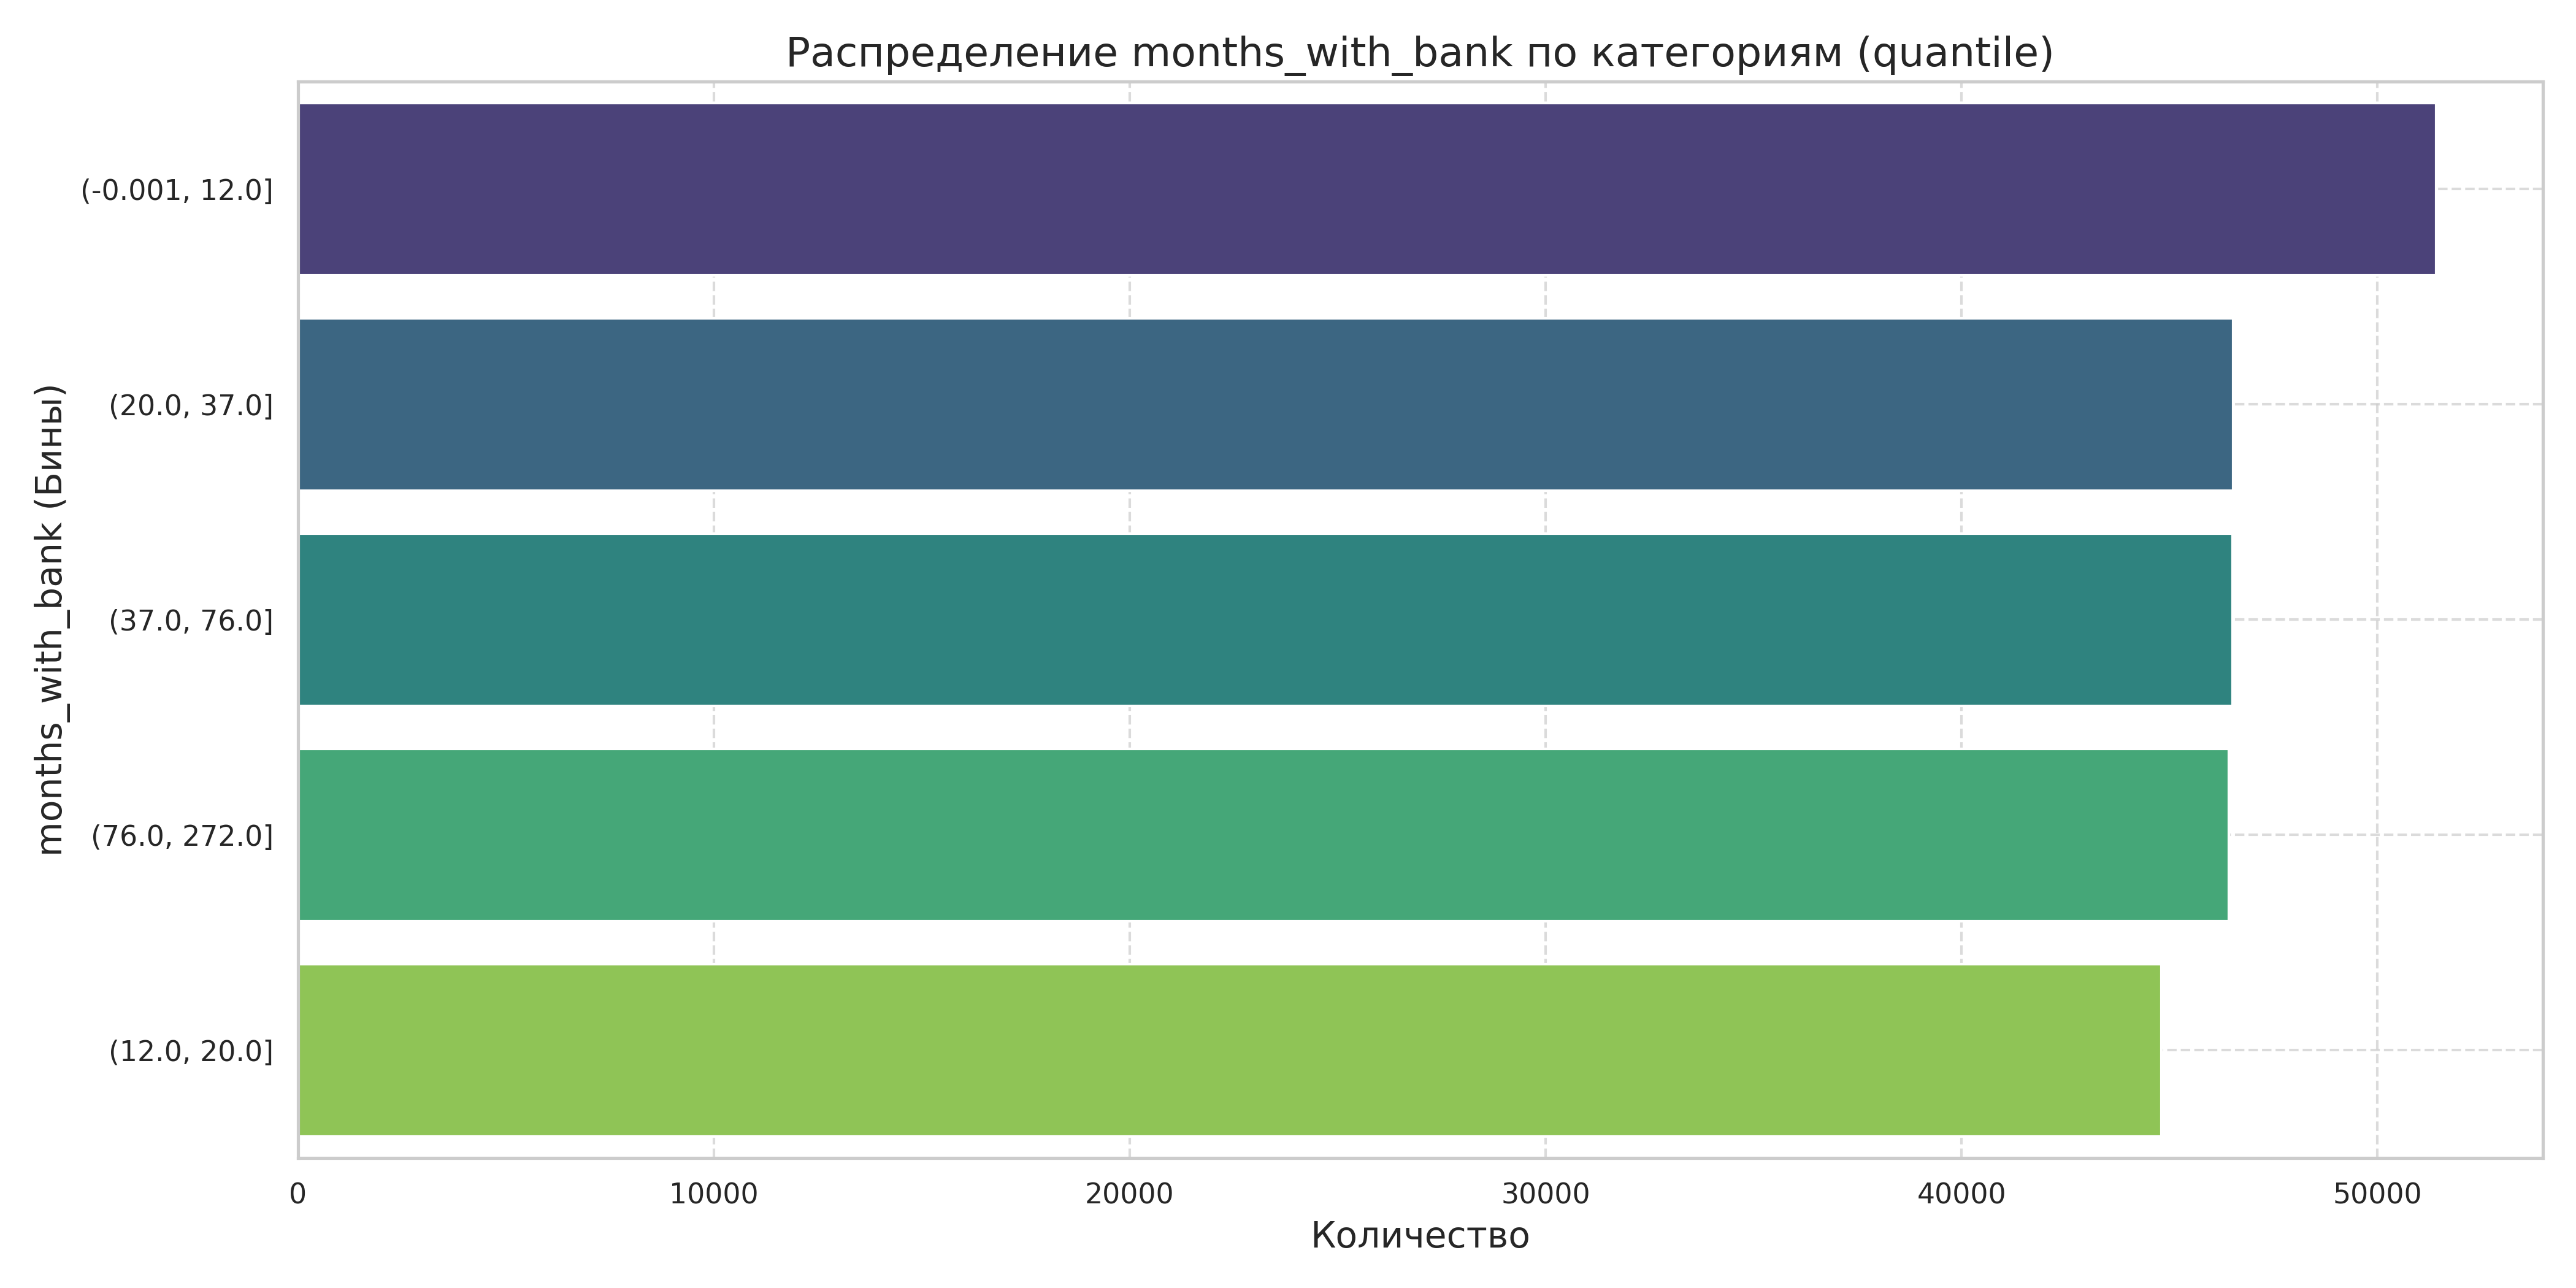 Распределение months_with_bank по категориям (quantile)
months_with_bank (Бины)
(-0.001, 12.0]
(20.0, 37.0]
(37.0, 76.0]
(76.0, 272.0]
(12.0, 20.0]
0 10000 20000 30000 40000 50000
Количество